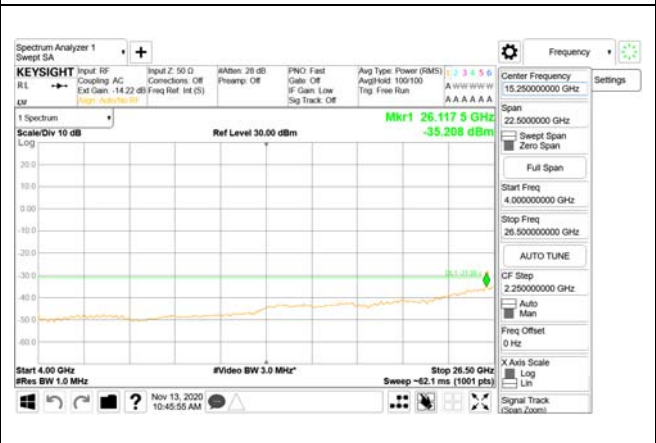 Spectrum Analyzer 1
Swept SA
+
Frequency
KEYSIGHT
RL
LXI
Input: RF
Coupling: AC
Ext Gain: -14.22 dB
Align: Auto/No RF
Input Z: 50 Ω
Corrections: Off
Freq Ref: Int (S)
#Atten: 28 dB
Preamp: Off
PNO: Fast
Gate: Off
IF Gain: Low
Sig Track: Off
Avg Type: Power (RMS)
Avg|Hold: 100/100
Trig: Free Run
1 2 3 4 5 6
A W W W W W
A A A A A A
1 Spectrum
Scale/Div 10 dB
Ref Level 30.00 dBm
Mkr1 26.117 5 GHz
-35.208 dBm
Log
20.0
10.0
0.00
-10.0
-20.0
-30.0
-40.0
-50.0
-60.0
Start 4.00 GHz
#Res BW 1.0 MHz
#Video BW 3.0 MHz*
Stop 26.50 GHz
Sweep ~62.1 ms (1001 pts)
?
Nov 13, 2020
10:45:55 AM
Center Frequency
15.250000000 GHz
Settings
Span
22.5000000 GHz
Swept Span
Zero Span
Full Span
Start Freq
4.000000000 GHz
Stop Freq
26.500000000 GHz
AUTO TUNE
CF Step
2.250000000 GHz
Auto
Man
Freq Offset
0 Hz
X Axis Scale
Log
Lin
Signal Track
(Span Zoom)